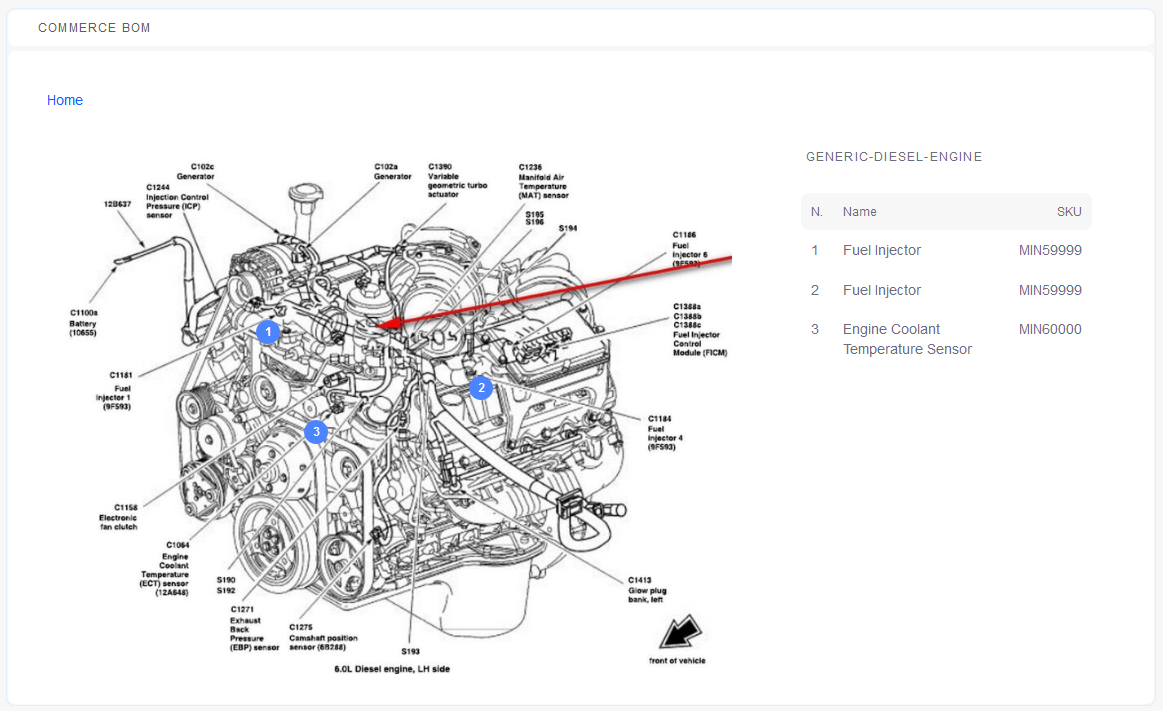 COMMERCE BOM
Home
C102c
Generator
C102a
Generator
C1390
Variable
geometric turbo
actuator
C1236
Manifold Air
Temperature
(MAT) sensor
C1244
Injection Control
Pressure (ICP)
sensor
12B637
S195
S196
S194
C1186
Fuel
Injector 6
(9F593)
C1388a
C1388b
C1388c
Fuel Injector
Control
Module (FICM)
C1100a
Battery
(10655)
1
C1181
Fuel
Injector 1
(9F593)
2
3
C1184
Fuel
Injector 4
(9F593)
C1158
Electronic
fan clutch
C1064
Engine
Coolant
Temperature
(ECT) sensor
(12A648)
S190
S192
C1271
Exhaust
Back
Pressure
(EBP) sensor
C1275
Camshaft position
sensor (6B288)
S193
C1413
Glow plug
bank, left
6.0L Diesel engine, LH side
front of vehicle
GENERIC-DIESEL-ENGINE
N. Name SKU
1 Fuel Injector MIN59999
2 Fuel Injector MIN59999
3 Engine Coolant MIN60000
Temperature Sensor